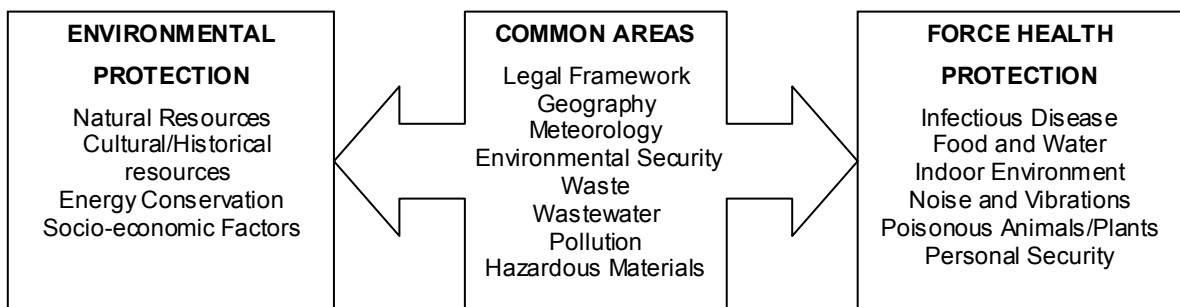 ENVIRONMENTAL
PROTECTION
Natural Resources
Cultural/Historical
resources
Energy Conservation
Socio-economic Factors
COMMON AREAS
Legal Framework
Geography
Meteorology
Environmental Security
Waste
Wastewater
Pollution
Hazardous Materials
FORCE HEALTH
PROTECTION
Infectious Disease
Food and Water
Indoor Environment
Noise and Vibrations
Poisonous Animals/Plants
Personal Security